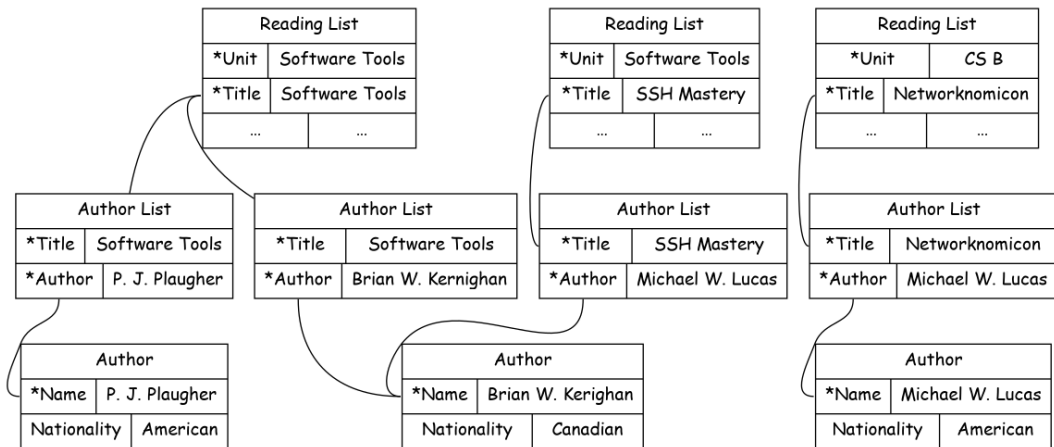 Reading List
*Unit Software Tools
*Title Software Tools
... ...
Reading List
*Unit Software Tools
*Title SSH Mastery
... ...
Reading List
*Unit CS B
*Title Networknomicon
... ...
Author List
*Title Software Tools
*Author P. J. Plaugher
Author List
*Title Software Tools
*Author Brian W. Kernighan
Author List
*Title SSH Mastery
*Author Michael W. Lucas
Author List
*Title Networknomicon
*Author Michael W. Lucas
Author
*Name P. J. Plaugher
Nationality American
Author
*Name Brian W. Kerighan
Nationality Canadian
Author
*Name Michael W. Lucas
Nationality American